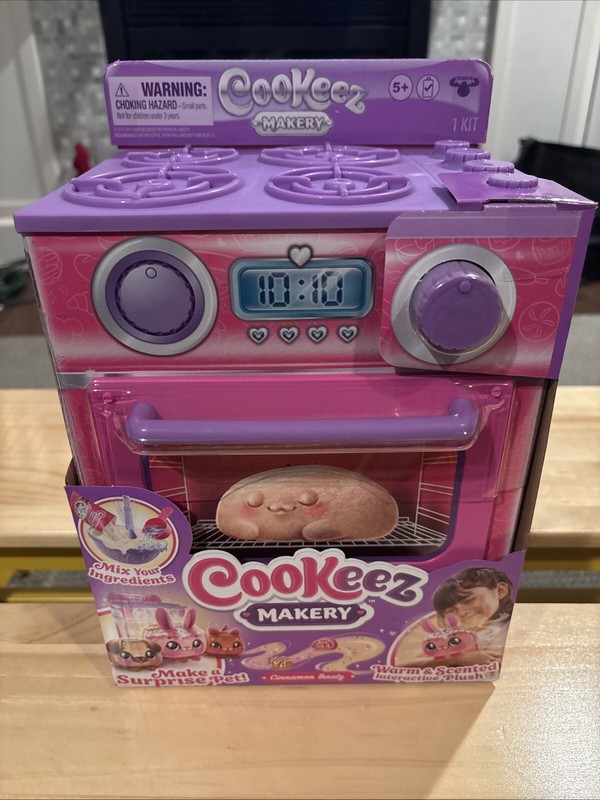 WARNING:
CHOKING HAZARD - Small parts.
Not for children under 3 years.
CooKeez
MAKERY
5+
1 KIT
10:10
Mix Your
Ingredients
CooKeez
MAKERY
Make a
Surprise Pet!
Cinnamon Treatz
Warm & Scented
Interactive Plush